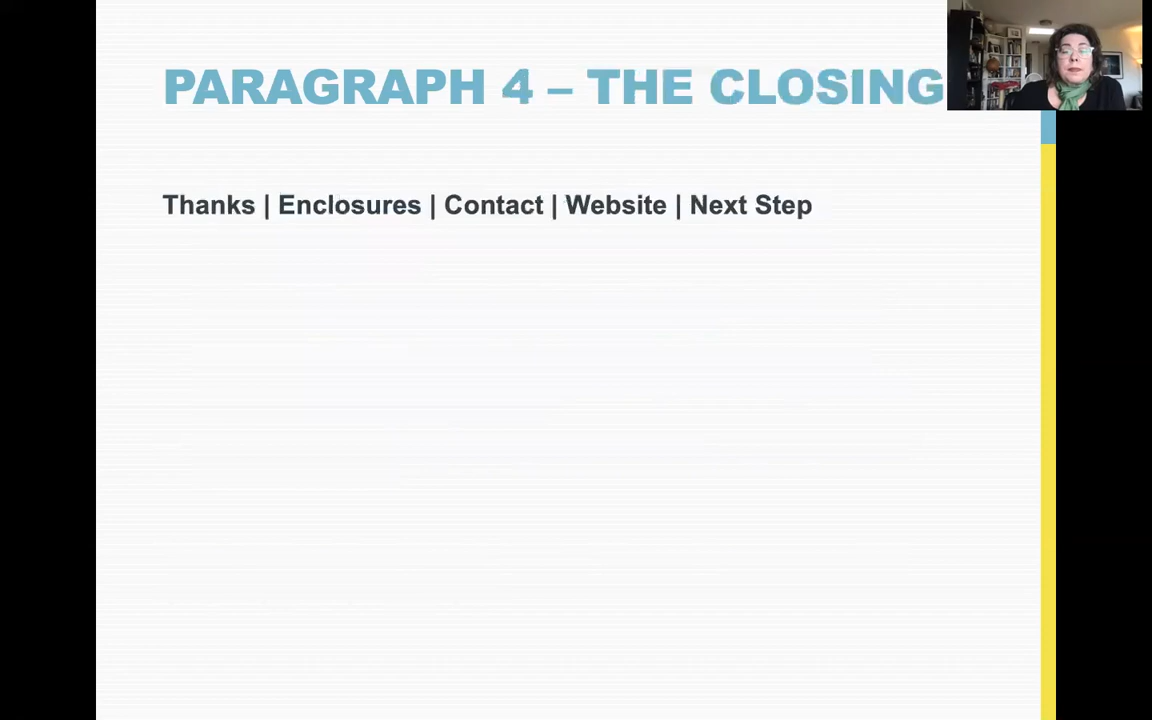 PARAGRAPH 4 – THE CLOSING
Thanks | Enclosures | Contact | Website | Next Step